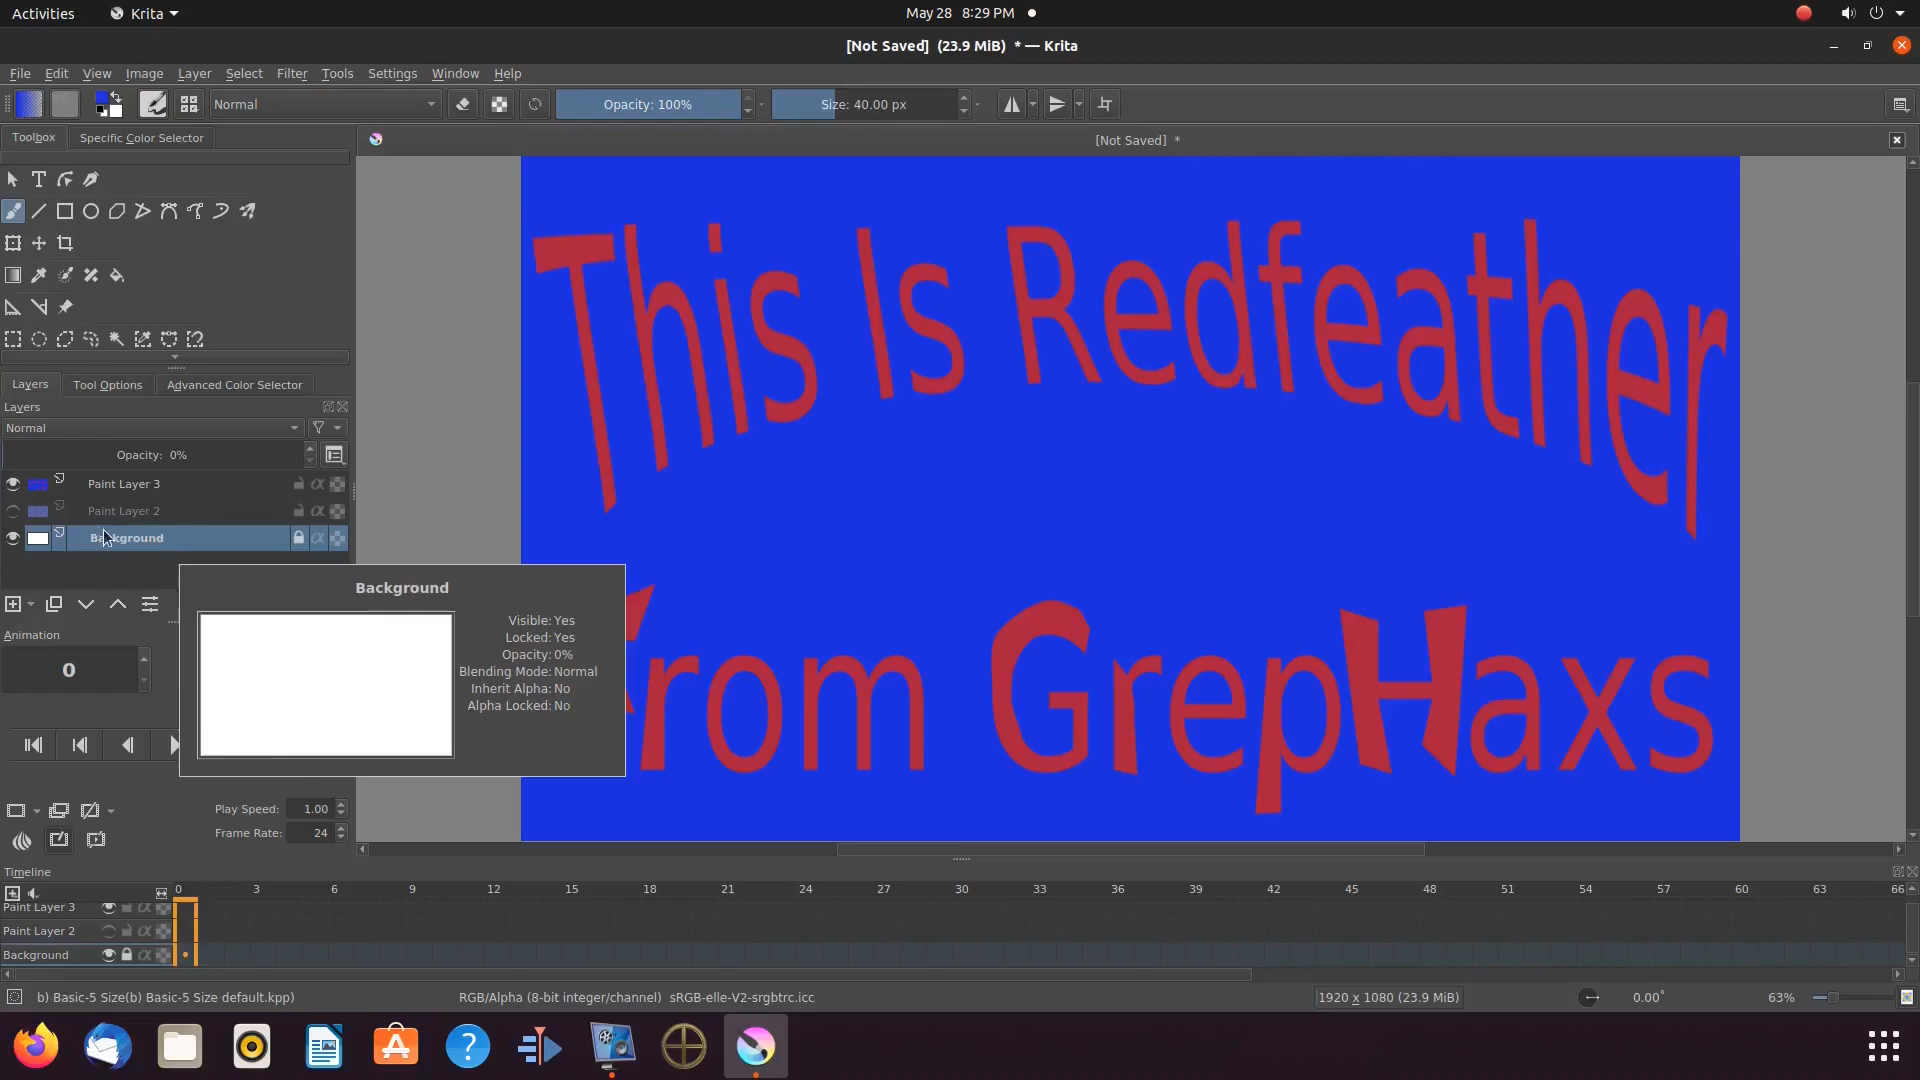 Activities
Krita
May 28 8:29 PM
[Not Saved] (23.9 MiB) * — Krita
File Edit View Image Layer Select Filter Tools Settings Window Help
Normal
Opacity: 100%
Size: 40.00 px
Toolbox
Specific Color Selector
[Not Saved] *
This Is Redfeather
rom GrepHaxs
Layers
Tool Options
Advanced Color Selector
Layers
Normal
Opacity: 0%
Paint Layer 3
Paint Layer 2
Background
Background
Visible: Yes
Locked: Yes
Opacity: 0%
Blending Mode: Normal
Inherit Alpha: No
Alpha Locked: No
Animation
0
Play Speed: 1.00
Frame Rate: 24
Timeline
0 3 6 9 12 15 18 21 24 27 30 33 36 39 42 45 48 51 54 57 60 63 66
Paint Layer 3
Paint Layer 2
Background
b) Basic-5 Size(b) Basic-5 Size default.kpp)
RGB/Alpha (8-bit integer/channel) sRGB-elle-V2-srgbtrc.icc
1920 x 1080 (23.9 MiB)
0.00°
63%